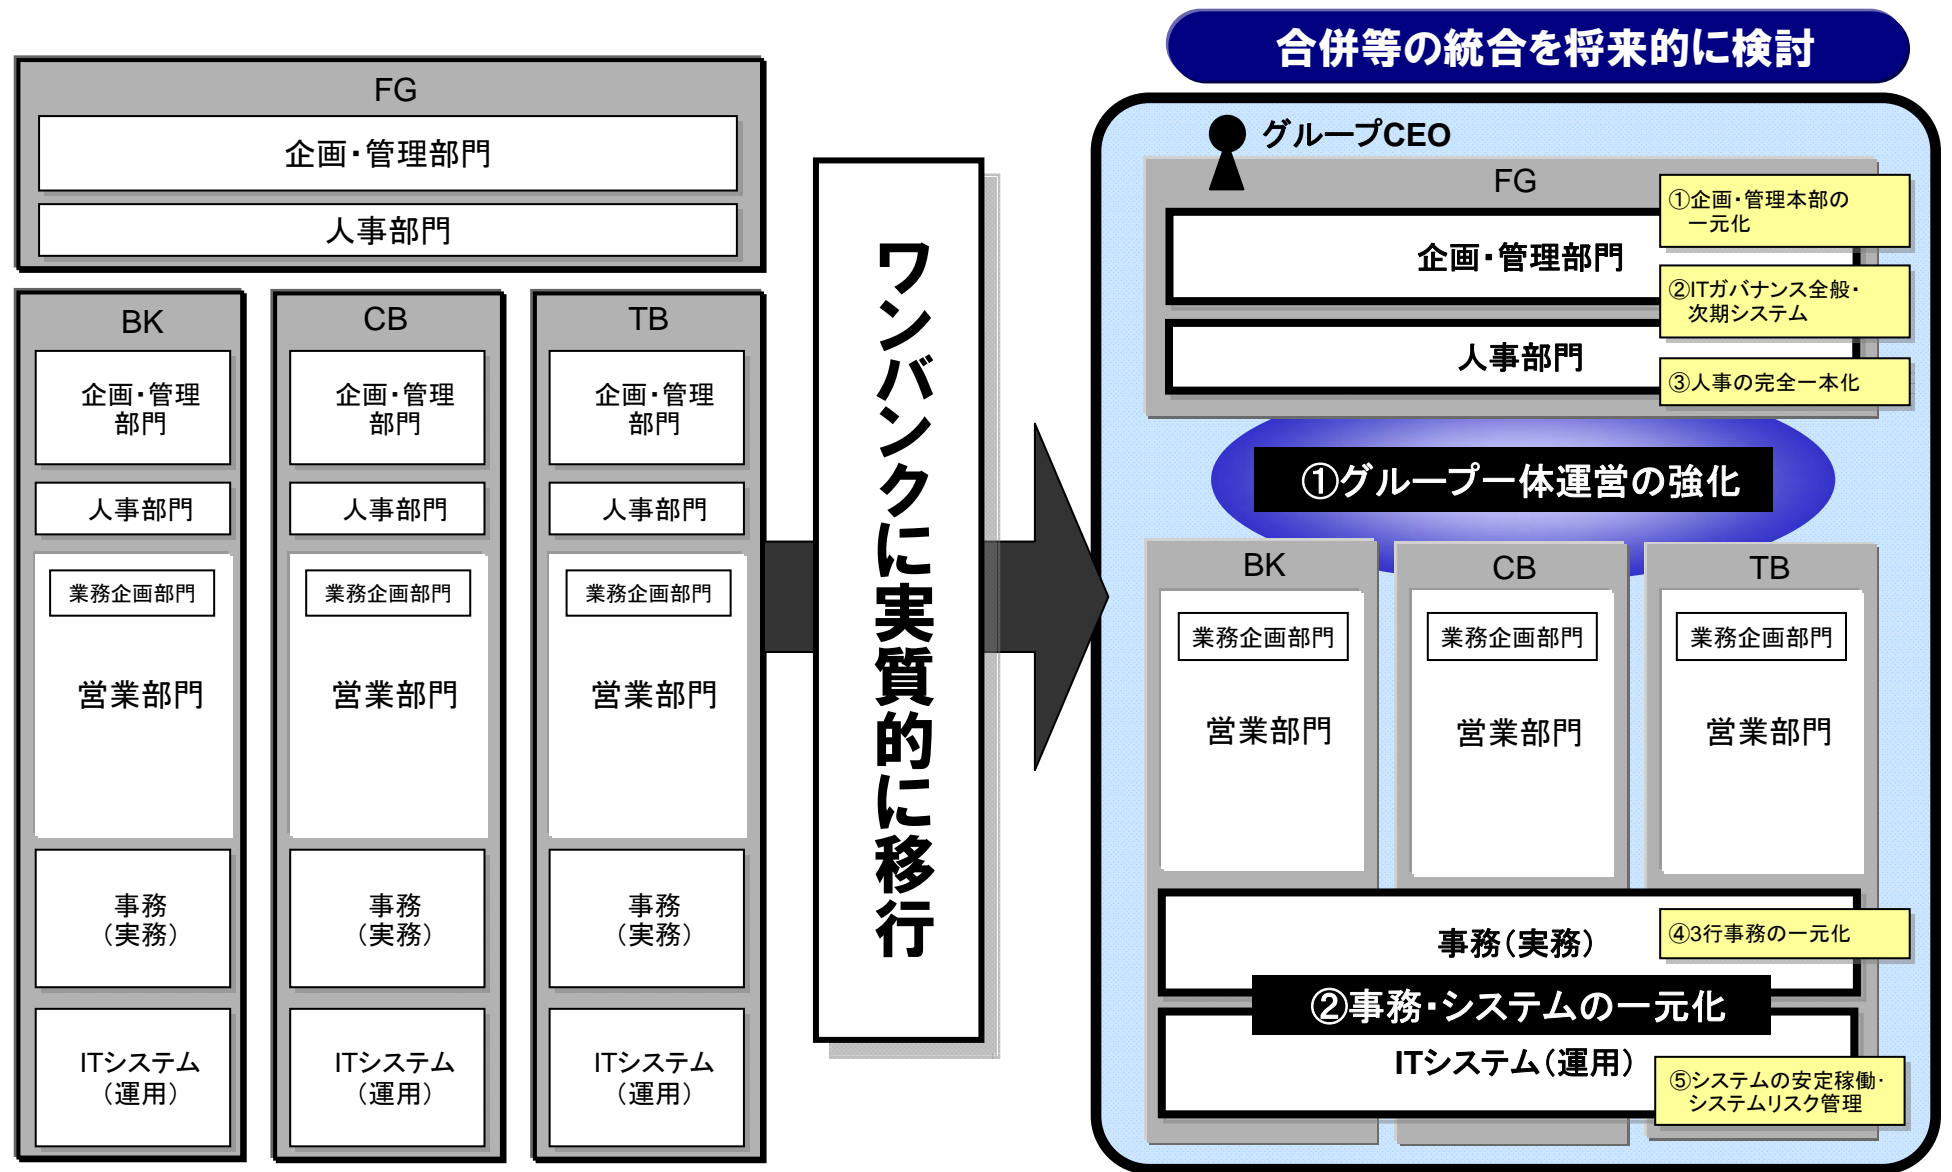 合併等の統合を将来的に検討
FG
企画・管理部門
人事部門
BK
企画・管理
部門
人事部門
業務企画部門
営業部門
事務
（実務）
ITシステム
（運用）
CB
企画・管理
部門
人事部門
業務企画部門
営業部門
事務
（実務）
ITシステム
（運用）
TB
企画・管理
部門
人事部門
業務企画部門
営業部門
事務
（実務）
ITシステム
（運用）
ワンバンクに実質的に移行
グループCEO
FG
①企画・管理本部の
一元化
企画・管理部門
②ITガバナンス全般・
次期システム
人事部門
③人事の完全一本化
①グループ一体運営の強化
BK
業務企画部門
営業部門
CB
業務企画部門
営業部門
TB
業務企画部門
営業部門
事務（実務）
④3行事務の一元化
②事務・システムの一元化
ITシステム（運用）
⑤システムの安定稼働・
システムリスク管理